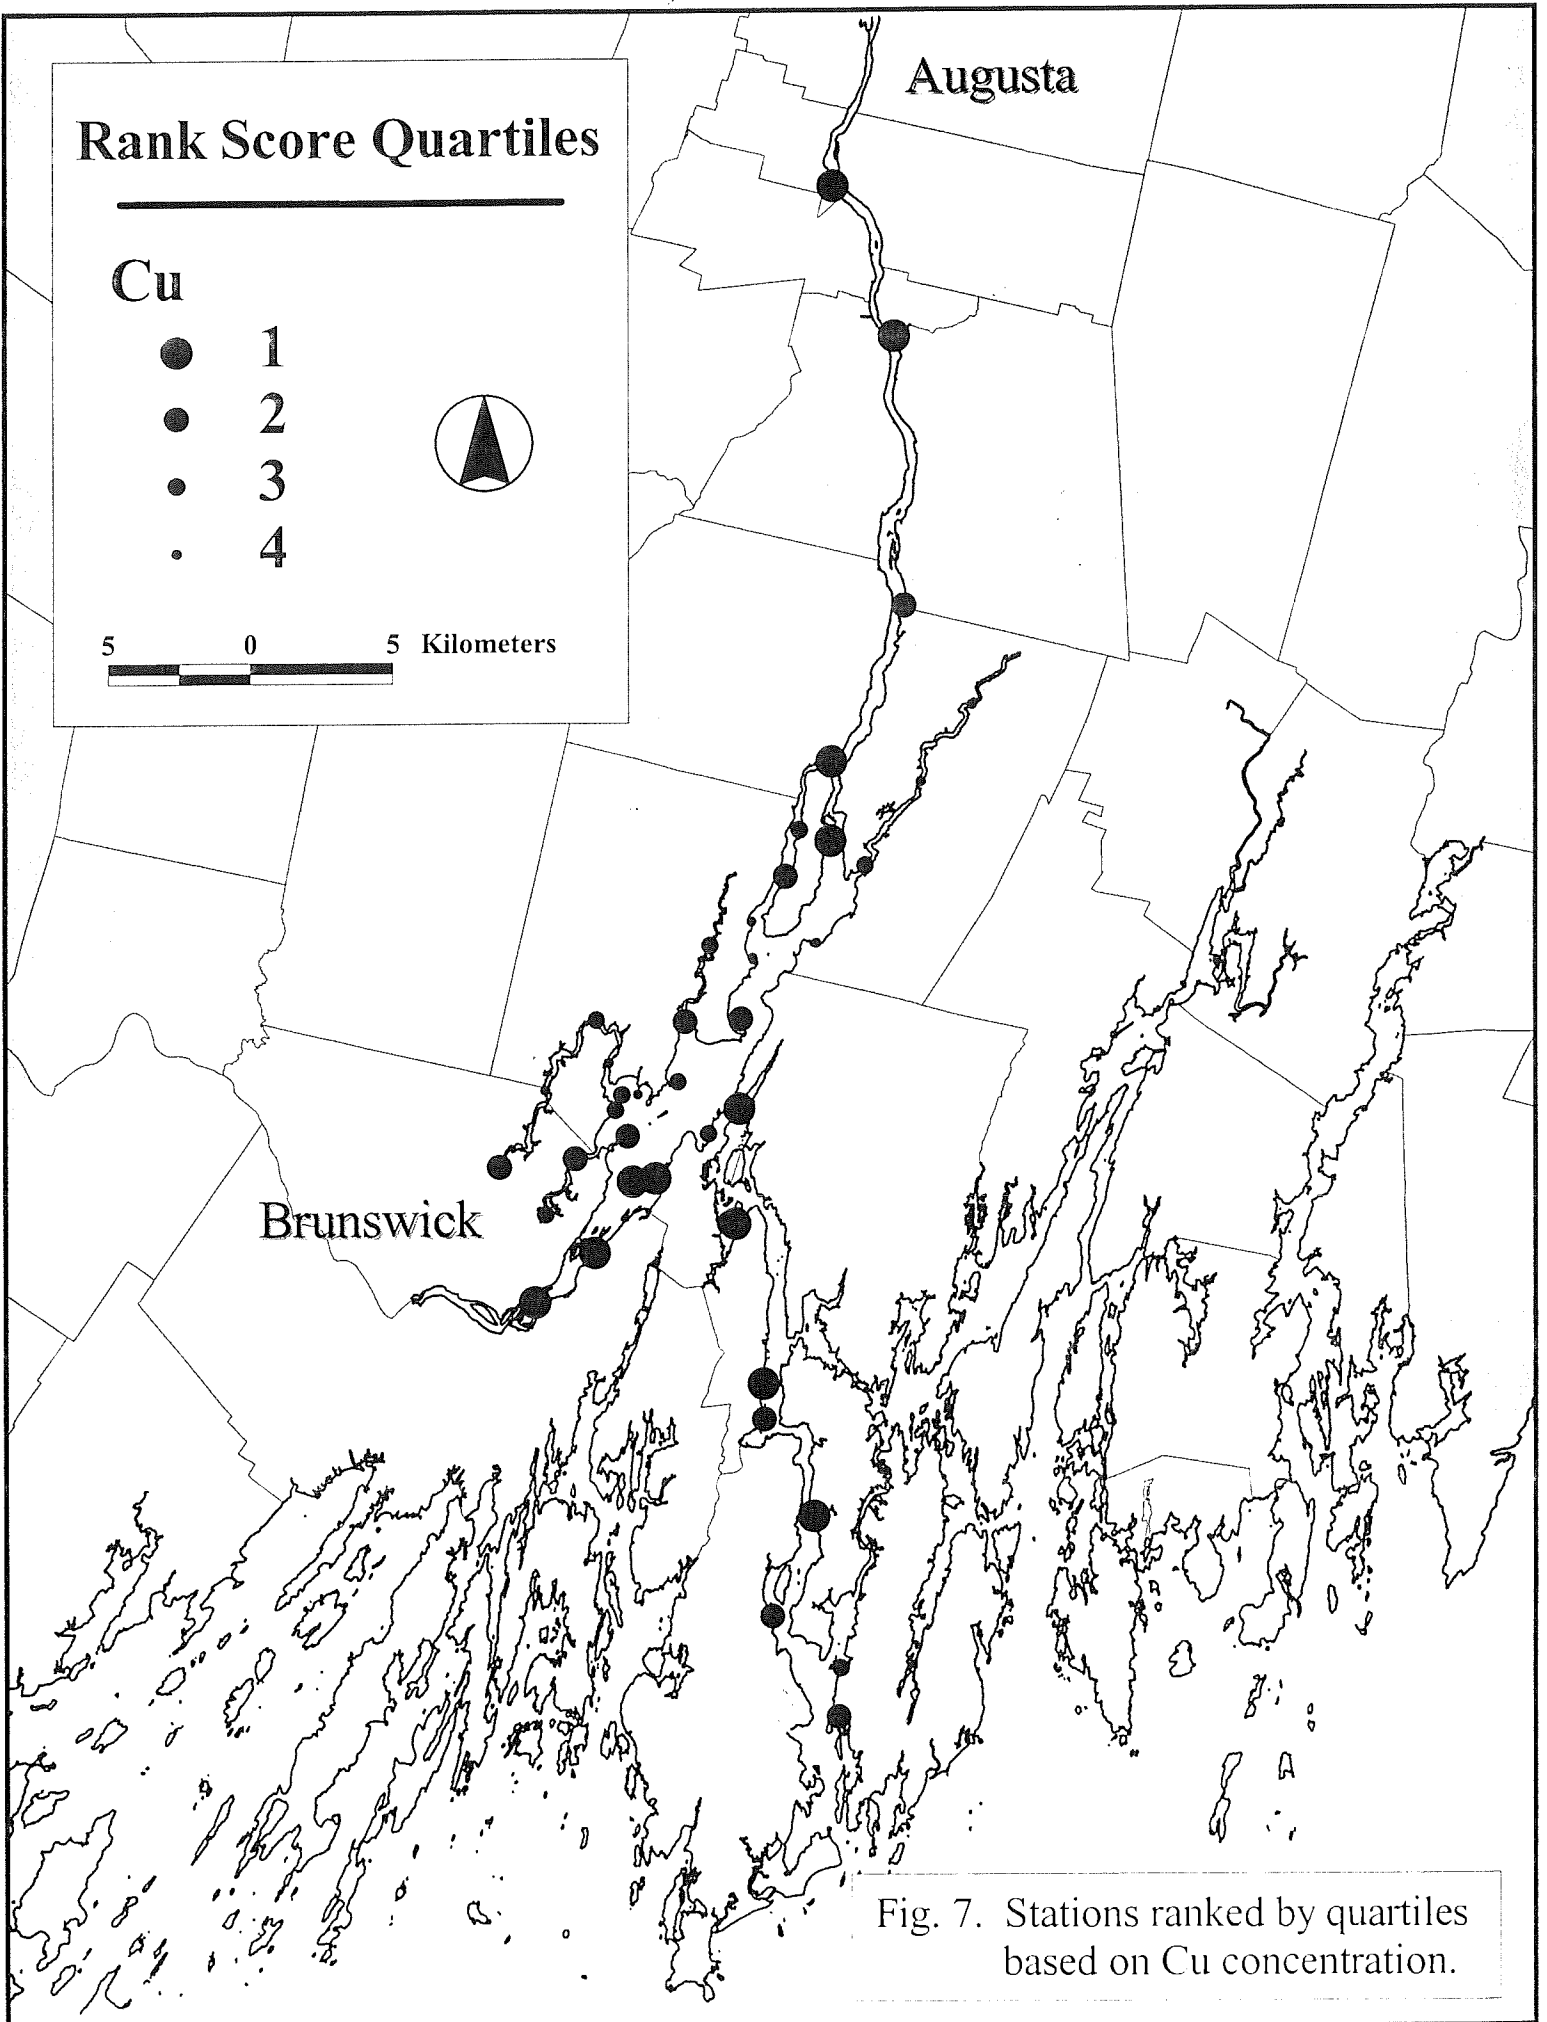 Augusta
Rank Score Quartiles
Cu
1
2
3
4
5 0 5 Kilometers
Brunswick
Fig. 7. Stations ranked by quartiles
based on Cu concentration.